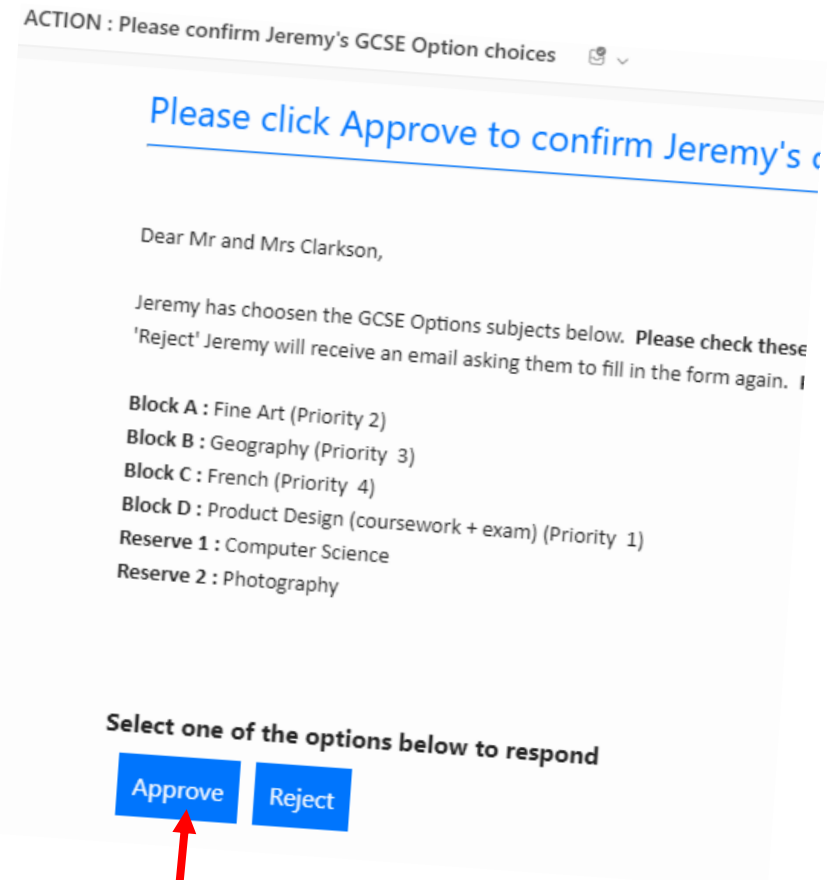 ACTION : Please confirm Jeremy's GCSE Option choices
Please click Approve to confirm Jeremy's
Dear Mr and Mrs Clarkson,
Jeremy has choosen the GCSE Options subjects below. Please check these
'Reject' Jeremy will receive an email asking them to fill in the form again.
Block A : Fine Art (Priority 2)
Block B : Geography (Priority 3)
Block C : French (Priority 4)
Block D : Product Design (coursework + exam) (Priority 1)
Reserve 1 : Computer Science
Reserve 2 : Photography
Select one of the options below to respond
Approve Reject